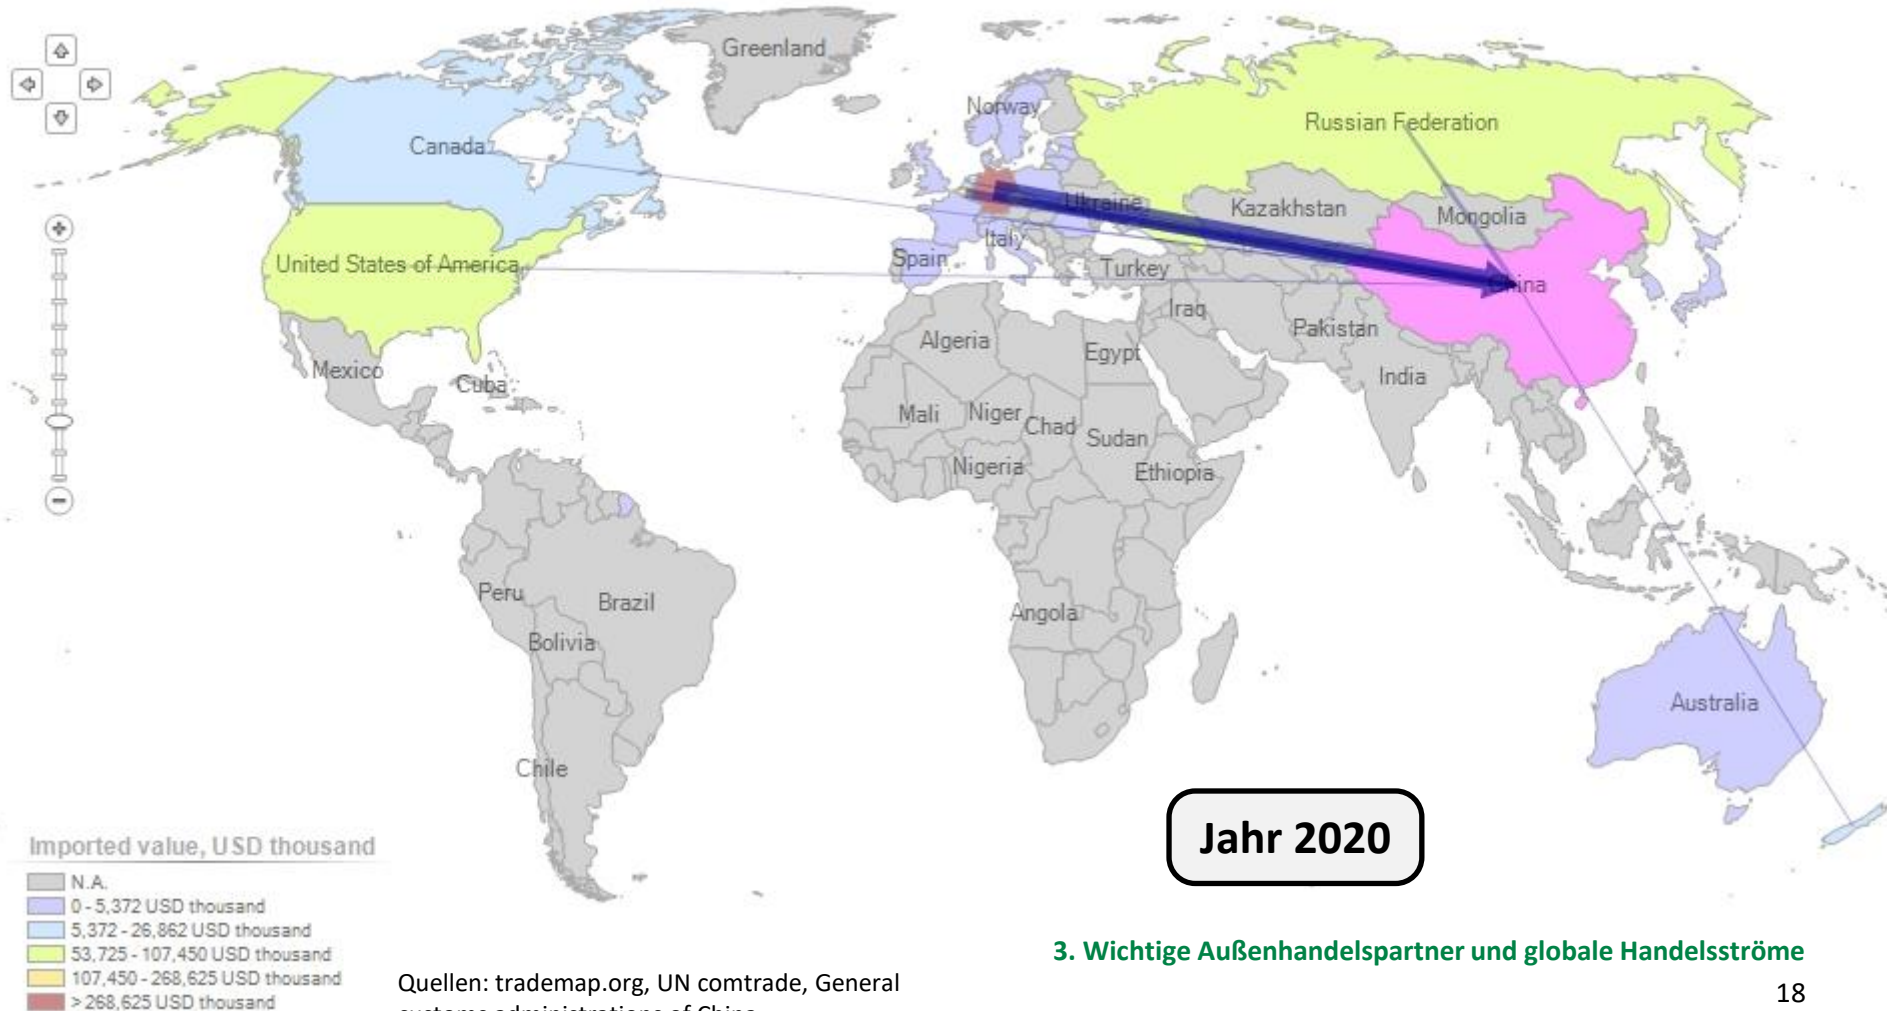 Greenland
Norway
Russian Federation
Canada
Ukraine
Kazakhstan
Mongolia
Italy
Spain
United States of America
Turkey
China
Iraq
Algeria
Pakistan
Egypt
Mexico
Cuba
India
Mali
Niger
Chad
Sudan
Nigeria
Ethiopia
Peru
Brazil
Angola
Bolivia
Australia
Chile
Jahr 2020
Imported value, USD thousand
N.A.
0 - 5,372 USD thousand
5,372 - 26,862 USD thousand
53,725 - 107,450 USD thousand
107,450 - 268,625 USD thousand
> 268,625 USD thousand
3. Wichtige Außenhandelspartner und globale Handelsströme
Quellen: trademap.org, UN comtrade, General
customs administrations of China
18